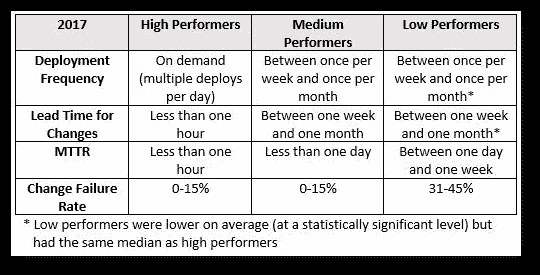 2017 High Performers Medium Performers Low Performers
Deployment Frequency On demand (multiple deploys per day) Between once per week and once per month Between once per week and once per month*
Lead Time for Changes Less than one hour Between one week and one month Between one week and one month*
MTTR Less than one hour Less than one day Between one day and one week
Change Failure Rate 0-15% 0-15% 31-45%
* Low performers were lower on average (at a statistically significant level) but
had the same median as high performers